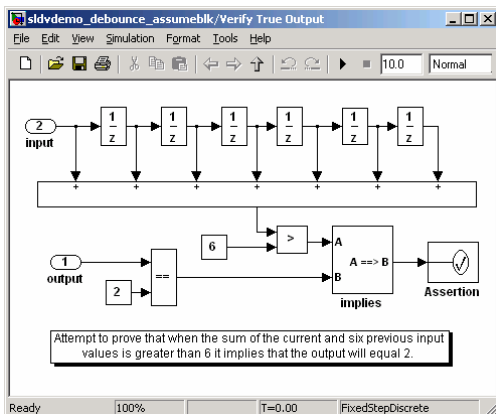 sldvdemo_debounce_assumeblk/Verify True Output
File Edit View Simulation Format Tools Help
10.0 Normal
2
input
1
z
1
z
1
z
1
z
1
z
1
z
+ + + + + + +
6
>
A
A ==> B
B
implies
1
output
2
==
Assertion
Attempt to prove that when the sum of the current and six previous input
values is greater than 6 it implies that the output will equal 2.
Ready 100% T=0.00 FixedStepDiscrete